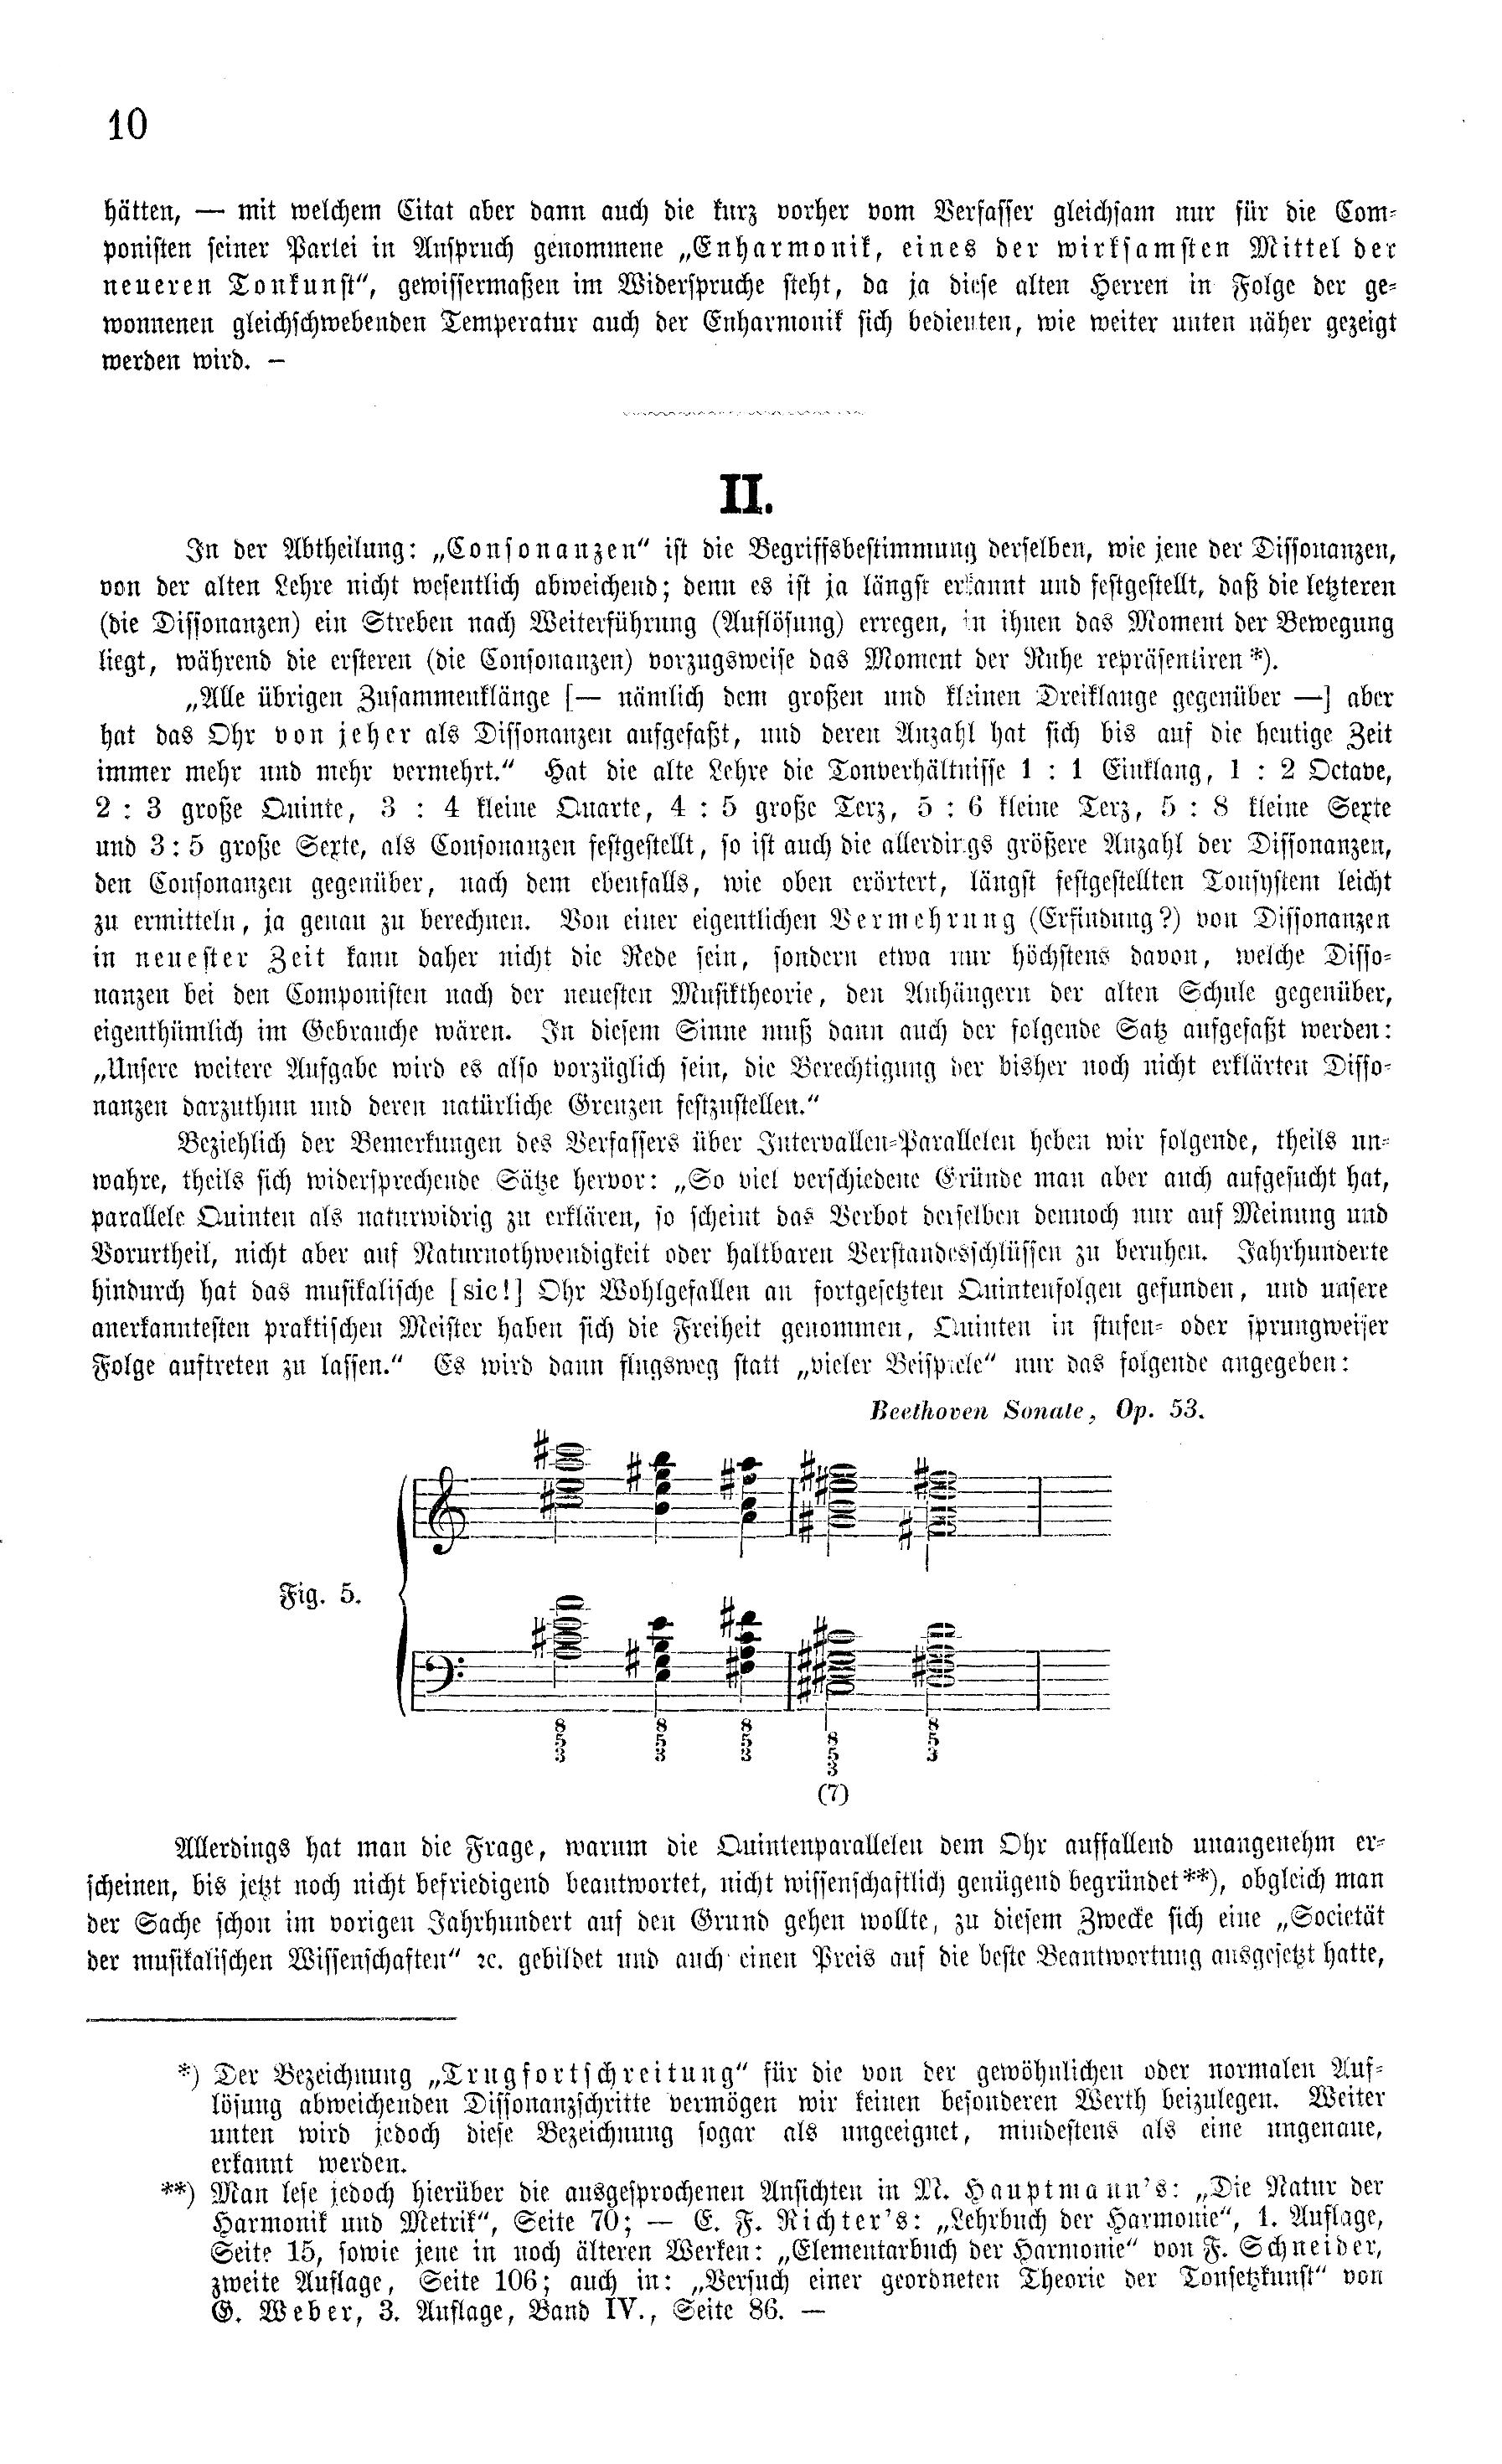 10
hätten, — mit welchem Citat aber dann auch die kurz vorher vom Verfasser gleichsam nur für die Com-
ponisten seiner Partei in Anspruch genommene „Enharmonik, eines der wirksamsten Mittel der
neueren Tonkunst“, gewissermaßen im Widerspruche steht, da ja diese alten Herren in Folge der ge-
wonnenen gleichschwebenden Temperatur auch der Enharmonik sich bedienten, wie weiter unten näher gezeigt
werden wird. —
II.
In der Abtheilung: „Consonanzen“ ist die Begriffsbestimmung derselben, wie jene der Dissonanzen,
von der alten Lehre nicht wesentlich abweichend; denn es ist ja längst erkannt und festgestellt, daß die letzteren
(die Dissonanzen) ein Streben nach Weiterführung (Auflösung) erregen, in ihnen das Moment der Bewegung
liegt, während die ersteren (die Consonanzen) vorzugsweise das Moment der Ruhe repräsentiren*).
„Alle übrigen Zusammenklänge [— nämlich dem großen und kleinen Dreiklange gegenüber —] aber
hat das Ohr von jeher als Dissonanzen aufgefaßt, und deren Anzahl hat sich bis auf die heutige Zeit
immer mehr und mehr vermehrt.“ Hat die alte Lehre die Tonverhältnisse 1 : 1 Einklang, 1 : 2 Octave,
2 : 3 große Quinte, 3 : 4 kleine Quarte, 4 : 5 große Terz, 5 : 6 kleine Terz, 5 : 8 kleine Sexte
und 3 : 5 große Sexte, als Consonanzen festgestellt, so ist auch die allerdings größere Anzahl der Dissonanzen,
den Consonanzen gegenüber, nach dem ebenfalls, wie oben erörtert, längst festgestellten Tonsystem leicht
zu ermitteln, ja genau zu berechnen. Von einer eigentlichen Vermehrung (Erfindung?) von Dissonanzen
in neuester Zeit kann daher nicht die Rede sein, sondern etwa nur höchstens davon, welche Disso-
nanzen bei den Componisten nach der neuesten Musiktheorie, den Anhängern der alten Schule gegenüber,
eigenthümlich im Gebrauche wären. In diesem Sinne muß dann auch der folgende Satz aufgefaßt werden:
„Unsere weitere Aufgabe wird es also vorzüglich sein, die Berechtigung der bisher noch nicht erklärten Disso-
nanzen darzuthun und deren natürliche Grenzen festzustellen.“
Beziehlich der Bemerkungen des Verfassers über Intervallen-Parallelen heben wir folgende, theils un-
wahre, theils sich widersprechende Sätze hervor: „So viel verschiedene Gründe man aber auch aufgesucht hat,
parallele Quinten als naturwidrig zu erklären, so scheint das Verbot derselben dennoch nur auf Meinung und
Vorurtheil, nicht aber auf Naturnothwendigkeit oder haltbaren Verstandesschlüssen zu beruhen. Jahrhunderte
hindurch hat das musikalische [sic!] Ohr Wohlgefallen an fortgesetzten Quintenfolgen gefunden, und unsere
anerkanntesten praktischen Meister haben sich die Freiheit genommen, Quinten in stufen- oder sprungweiser
Folge auftreten zu lassen.“ Es wird dann flugsweg statt „vieler Beispiele“ nur das folgende angegeben:
Beethoven Sonate, Op. 53.
Fig. 5.
8 8 8 8 8
5 5 5 5 5
3 3 3 3 3
(7)
Allerdings hat man die Frage, warum die Quintenparallelen dem Ohr auffallend unangenehm er-
scheinen, bis jetzt noch nicht befriedigend beantwortet, nicht wissenschaftlich genügend begründet**), obgleich man
der Sache schon im vorigen Jahrhundert auf den Grund gehen wollte, zu diesem Zwecke sich eine „Societät
der musikalischen Wissenschaften“ ꝛc. gebildet und auch einen Preis auf die beste Beantwortung ausgesetzt hatte,
*) Der Bezeichnung „Trugfortschreitung“ für die von der gewöhnlichen oder normalen Auf-
lösung abweichenden Dissonanzschritte vermögen wir keinen besonderen Werth beizulegen. Weiter
unten wird jedoch diese Bezeichnung sogar als ungeeignet, mindestens als eine ungenaue,
erkannt werden.
**) Man lese jedoch hierüber die ausgesprochenen Ansichten in M. Hauptmann's: „Die Natur der
Harmonik und Metrik“, Seite 70; — E. F. Richter's: „Lehrbuch der Harmonie“, 1. Auflage,
Seite 15, sowie jene in noch älteren Werken: „Elementarbuch der Harmonie“ von F. Schneider,
zweite Auflage, Seite 106; auch in: „Versuch einer geordneten Theorie der Tonsetzkunst“ von
G. Weber, 3. Auflage, Band IV., Seite 86. —